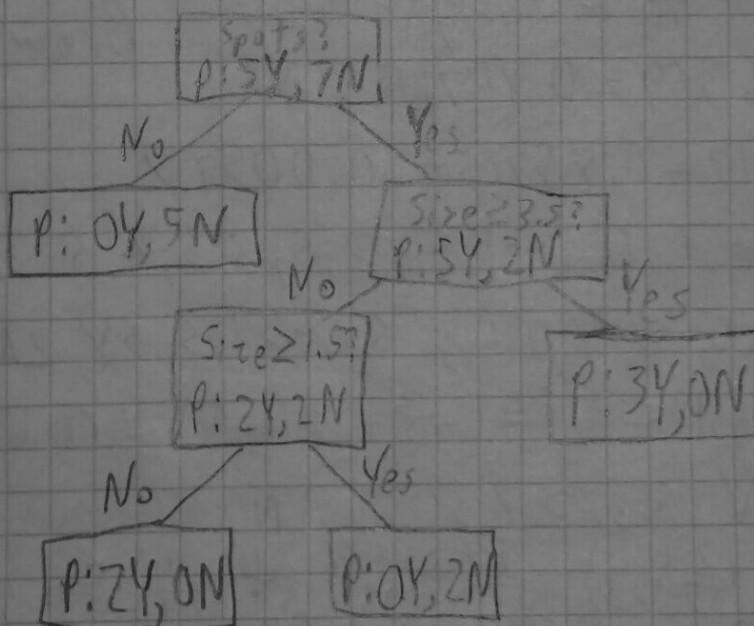 Spots?
P: 5Y, 7N
No
Yes
P: 0Y, 5N
Size ≥ 3.5?
P: 5Y, 2N
No
Yes
Size ≥ 1.5?
P: 2Y, 2N
P: 3Y, 0N
No
Yes
P: 2Y, 0N
P: 0Y, 2N